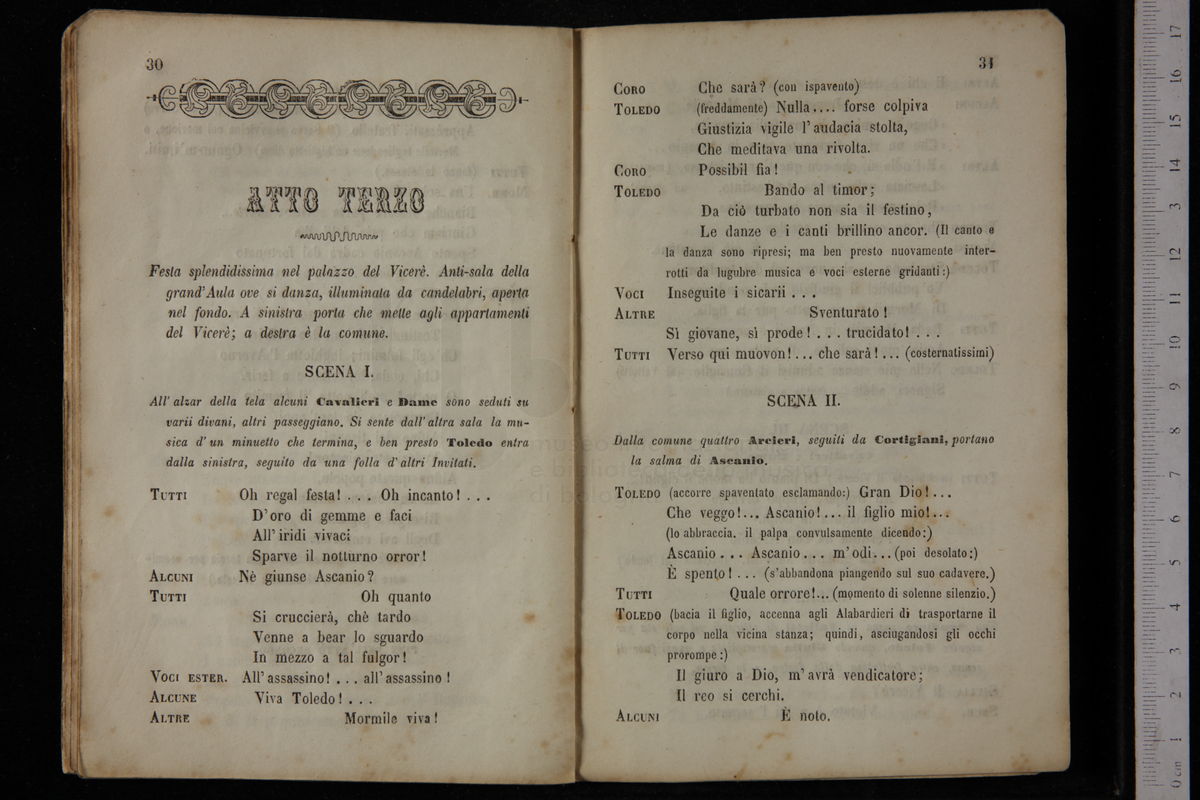 30
ATTO TERZO
Festa splendidissima nel palazzo del Vicerè. Anti-sala della
grand'Aula ove si danza, illuminata da candelabri, aperta
nel fondo. A sinistra porta che mette agli appartamenti
del Vicerè; a destra è la comune.
SCENA I.
All'alzar della tela alcuni Cavalieri e Dame sono seduti su
varii divani, altri passeggiano. Si sente dall'altra sala la mu-
sica d'un minuetto che termina, e ben presto Toledo entra
dalla sinistra, seguito da una folla d'altri Invitati.
TUTTI Oh regal festa! . . . Oh incanto! . . .
D'oro di gemme e faci
All'iridi vivaci
Sparve il notturno orror!
ALCUNI Nè giunse Ascanio?
TUTTI Oh quanto
Si cruccierà, chè tardo
Venne a bear lo sguardo
In mezzo a tal fulgor!
VOCI ESTER. All'assassino! . . . all'assassino!
ALCUNE Viva Toledo! . . .
ALTRE Mormile viva!
31
CORO Che sarà? (con ispavento)
TOLEDO (freddamente) Nulla.... forse colpiva
Giustizia vigile l'audacia stolta,
Che meditava una rivolta.
CORO Possibil fia!
TOLEDO Bando al timor;
Da ciò turbato non sia il festino,
Le danze e i canti brillino ancor. (Il canto e
la danza sono ripresi; ma ben presto nuovamente inter-
rotti da lugubre musica e voci esterne gridanti:)
VOCI Inseguite i sicarii . . .
ALTRE Sventurato!
Sì giovane, sì prode! . . . trucidato! . . .
TUTTI Verso qui muovon!... che sarà!... (costernatissimi)
SCENA II.
Dalla comune quattro Arcieri, seguiti da Cortigiani, portano
la salma di Ascanio.
TOLEDO (accorre spaventato esclamando:) Gran Dio!...
Che veggo!... Ascanio!... il figlio mio!...
(lo abbraccia. il palpa convulsamente dicendo:)
Ascanio... Ascanio... m'odi...(poi desolato:)
È spento! . . . (s'abbandona piangendo sul suo cadavere.)
TUTTI Quale orrore!... (momento di solenne silenzio.)
TOLEDO (bacia il figlio, accenna agli Alabardieri di trasportarne il
corpo nella vicina stanza; quindi, asciugandosi gli occhi
prorompe:)
Il giuro a Dio, m'avrà vendicatore;
Il reo si cerchi.
ALCUNI È noto.